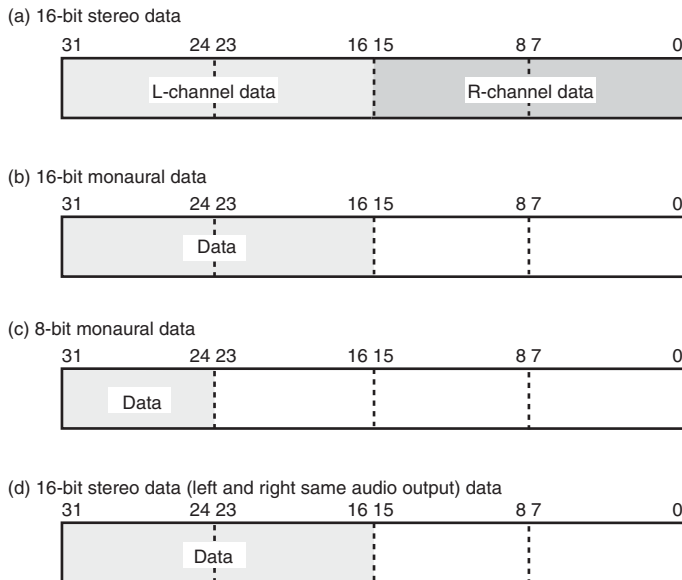 (a) 16-bit stereo data
31 24 23 16 15 8 7 0
L-channel data R-channel data
(b) 16-bit monaural data
31 24 23 16 15 8 7 0
Data
(c) 8-bit monaural data
31 24 23 16 15 8 7 0
Data
(d) 16-bit stereo data (left and right same audio output) data
31 24 23 16 15 8 7 0
Data